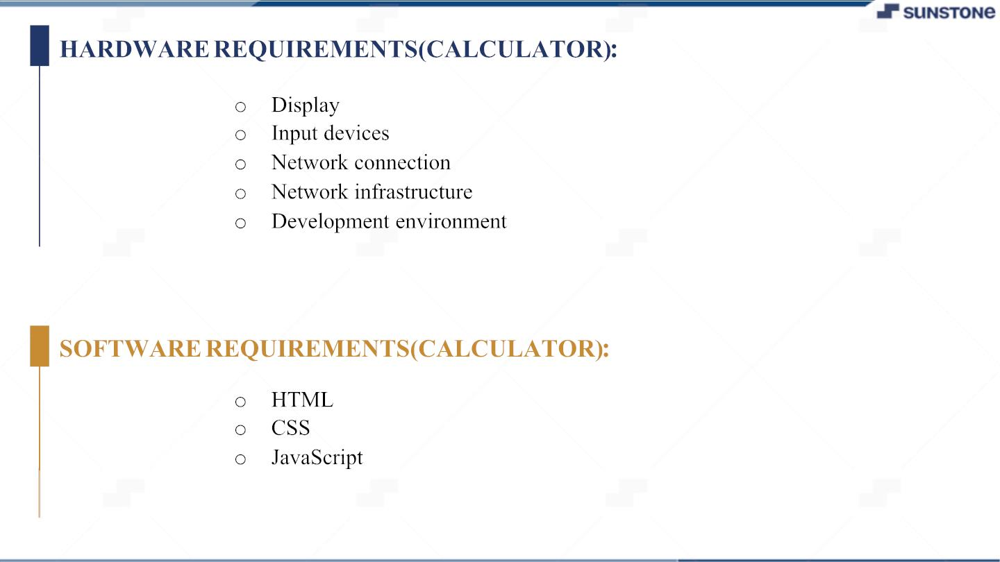 SUNSTONE
HARDWARE REQUIREMENTS(CALCULATOR):
o Display
o Input devices
o Network connection
o Network infrastructure
o Development environment
SOFTWARE REQUIREMENTS(CALCULATOR):
o HTML
o CSS
o JavaScript